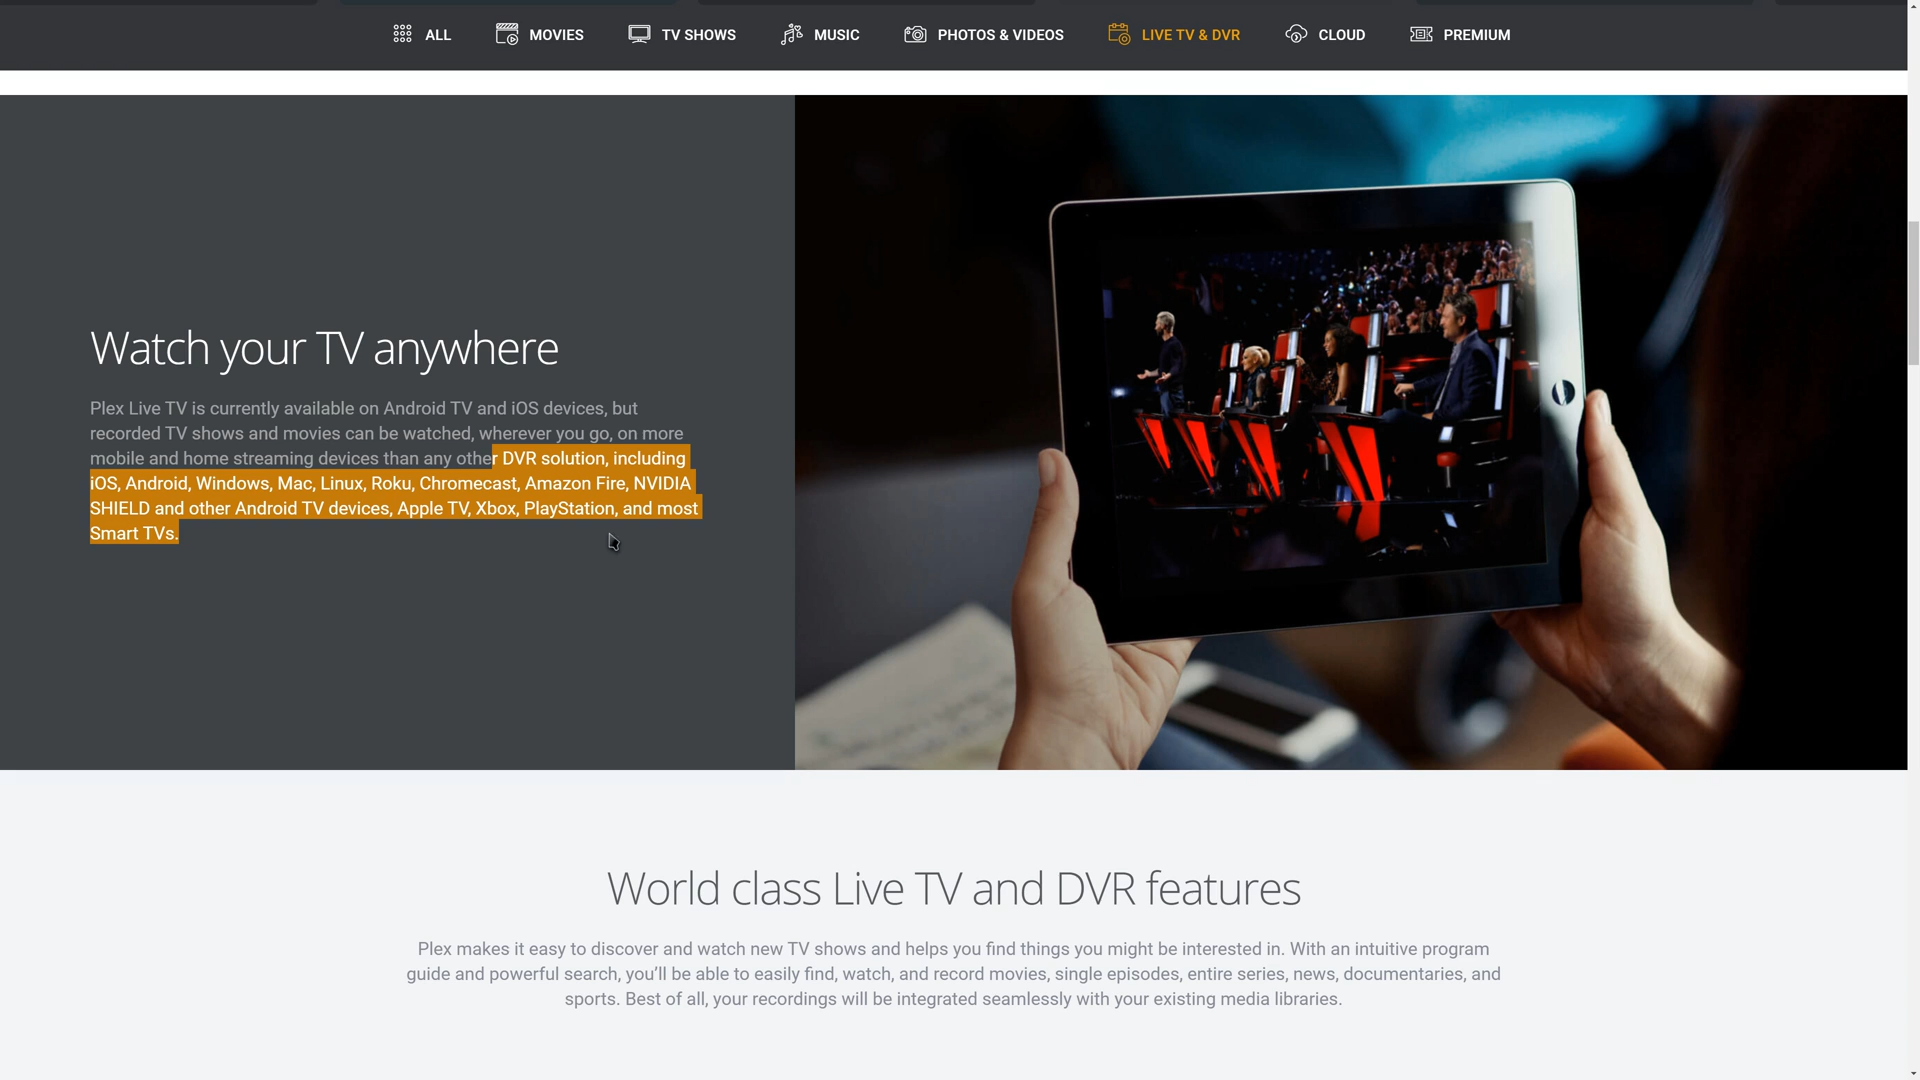 ALL
MOVIES
TV SHOWS
MUSIC
PHOTOS & VIDEOS
LIVE TV & DVR
CLOUD
PREMIUM
Watch your TV anywhere
Plex Live TV is currently available on Android TV and iOS devices, but
recorded TV shows and movies can be watched, wherever you go, on more
mobile and home streaming devices than any other DVR solution, including
iOS, Android, Windows, Mac, Linux, Roku, Chromecast, Amazon Fire, NVIDIA
SHIELD and other Android TV devices, Apple TV, Xbox, PlayStation, and most
Smart TVs.
World class Live TV and DVR features
Plex makes it easy to discover and watch new TV shows and helps you find things you might be interested in. With an intuitive program
guide and powerful search, you’ll be able to easily find, watch, and record movies, single episodes, entire series, news, documentaries, and
sports. Best of all, your recordings will be integrated seamlessly with your existing media libraries.